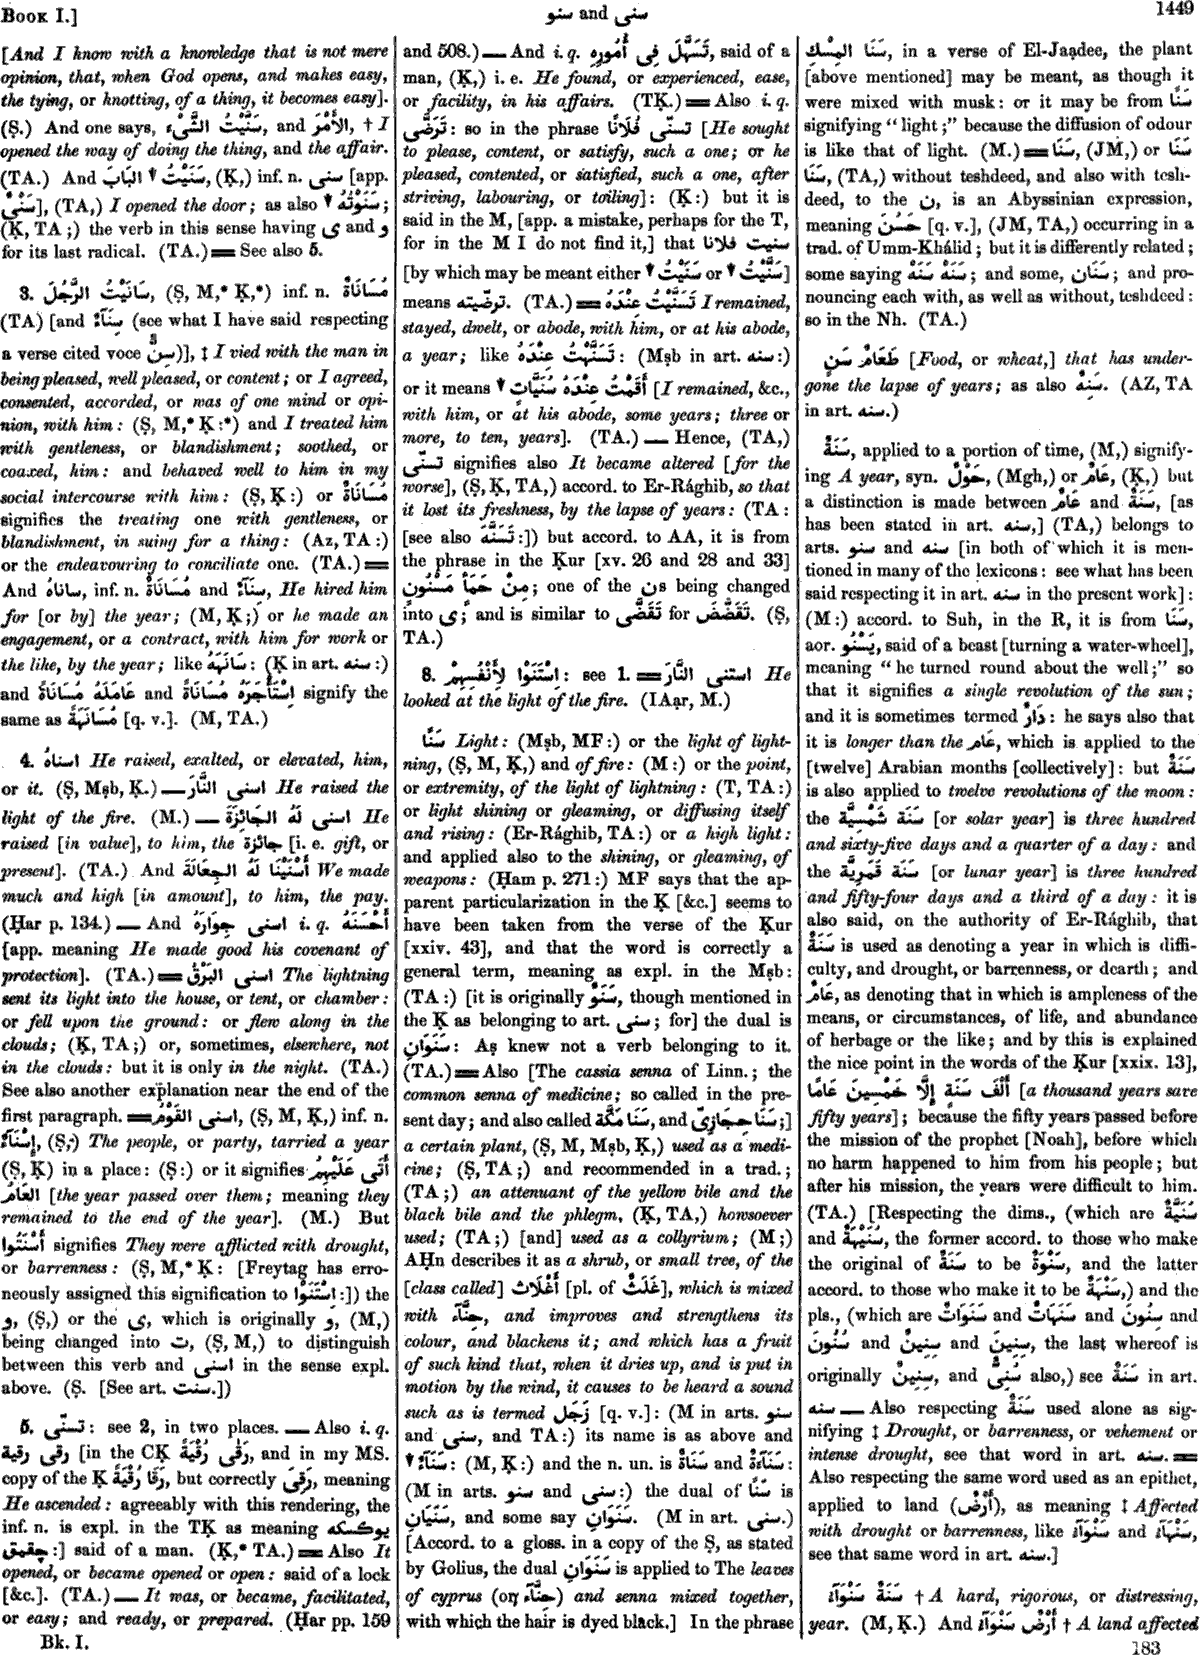 BOOK I.]
سنو and سنى
1449
[And I know with a knowledge that is not mere
opinion, that, when God opens, and makes easy,
the tying, or knotting, of a thing, it becomes easy].
(Ṣ.) And one says, سَنَّيْتُ الشَّىْءَ, and الأَمْرَ, † I
opened the way of doing the thing, and the affair.
(TA.) And سَنَيْتُ البَابَ, (Ḳ,) inf. n. سنى [app.
سَنْىٌ], (TA,) I opened the door; as also سَنَوْتُهُ;
(Ḳ, TA;) the verb in this sense having ى and و
for its last radical. (TA.) See also 5.
3. سَانَيْتُ الرَّجُلَ, (Ṣ, M,* Ḳ,*) inf. n. مُسَانَاةٌ
(TA) [and سِنَآءٌ (see what I have said respecting
a verse cited voce سِنٌّ)], ‡ I vied with the man in
being pleased, well pleased, or content; or I agreed,
consented, accorded, or was of one mind or opi-
nion, with him: (Ṣ, M,* Ḳ:*) and I treated him
with gentleness, or blandishment; soothed, or
coaxed, him: and behaved well to him in my
social intercourse with him: (Ṣ, Ḳ:) or مُسَانَاةٌ
signifies the treating one with gentleness, or
blandishment, in suing for a thing: (Az, TA:)
or the endeavouring to conciliate one. (TA.)
And ساناهُ, inf. n. مُسَانَاةٌ and سِنَآءٌ, He hired him
for [or by] the year; (M, Ḳ;) or he made an
engagement, or a contract, with him for work or
the like, by the year; like سَانَهَهُ: (Ḳ in art. سنه:)
and عَامَلَهُ مُسَانَاةً and اِسْتَأْجَرَهُ مُسَانَاةً signify the
same as مُسَانَهَةً [q. v.]. (M, TA.)
4. اسناهُ He raised, exalted, or elevated, him,
or it. (Ṣ, Mṣb, Ḳ.) — اسنى النَّارَ He raised the
light of the fire. (M.) — اسنى لَهُ الجَائِزَةَ He
raised [in value], to him, the جائزة [i. e. gift, or
present]. (TA.) And أَسْنَيْنَا لَهُ الجِعَالَةَ We made
much and high [in amount], to him, the pay.
(Ḥar p. 134.) — And اسنى جِوَارَهُ i. q. أَحْسَنَهُ
[app. meaning He made good his covenant of
protection]. (TA.) اسنى البَرْقُ The lightning
sent its light into the house, or tent, or chamber:
or fell upon the ground: or flew along in the
clouds; (Ḳ, TA;) or, sometimes, elsewhere, not
in the clouds: but it is only in the night. (TA.)
See also another explanation near the end of the
first paragraph. اسنى القَوْمُ, (Ṣ, M, Ḳ,) inf. n.
إِسْنَآءٌ, (Ṣ,) The people, or party, tarried a year
(Ṣ, Ḳ) in a place: (Ṣ:) or it signifies أَتَى عَلَيْهِمُ
العَامُ [the year passed over them; meaning they
remained to the end of the year]. (M.) But
أَسْنَتُوا signifies They were afflicted with drought,
or barrenness: (Ṣ, M,* Ḳ: [Freytag has erro-
neously assigned this signification to اِسْتَنَوْا:]) the
و, (Ṣ,) or the ى, which is originally و, (M,)
being changed into ت, (Ṣ, M,) to distinguish
between this verb and اسنى in the sense expl.
above. (Ṣ. [See art. سنت.])
5. تسنّى: see 2, in two places. — Also i. q.
رقى رقية [in the CḲ رَقَى رُقْيَةً, and in my MS.
copy of the Ḳ رَقَا رُقْيَةً, but correctly رَقِىَ, meaning
He ascended: agreeably with this rendering, the
inf. n. is expl. in the TḲ as meaning يوكسكه
چقمق:] said of a man. (Ḳ,* TA.) Also It
opened, or became opened or open: said of a lock
[&c.]. (TA.) — It was, or became, facilitated,
or easy; and ready, or prepared. (Ḥar pp. 159
Bk. I.
and 508.) — And i. q. تَسَهَّلَ فِى أُمُورِهِ, said of a
man, (Ḳ,) i. e. He found, or experienced, ease,
or facility, in his affairs. (TḲ.) Also i. q.
تَرَضَّى: so in the phrase تسنّى فُلَانًا [He sought
to please, content, or satisfy, such a one; or he
pleased, contented, or satisfied, such a one, after
striving, labouring, or toiling]: (Ḳ:) but it is
said in the M, [app. a mistake, perhaps for the T,
for in the M I do not find it,] that سنيت فلانا
[by which may be meant either سَنَيْتُ or سَنَّيْتُ]
means ترضّيته. (TA.) تَسَنَّيْتُ عِنْدَهُ I remained,
stayed, dwelt, or abode, with him, or at his abode,
a year; like تَسَنَّهْتُ عِنْدَهُ: (Mṣb in art. سنه:)
or it means أَقَمْتُ عِنْدَهُ سُنَيَّاتٍ [I remained, &c.,
with him, or at his abode, some years; three or
more, to ten, years]. (TA.) — Hence, (TA,)
تسنّى signifies also It became altered [for the
worse], (Ṣ, Ḳ, TA,) accord. to Er-Rághib, so that
it lost its freshness, by the lapse of years: (TA:
[see also تَسَنَّهَ:]) but accord. to AA, it is from
the phrase in the Ḳur [xv. 26 and 28 and 33]
مِنْ حَمَأٍ مَسْنُونٍ; one of the نs being changed
into ى; and is similar to تَقَضَّى for تَقَضَّضَ. (Ṣ,
TA.)
8. اِسْتَنَوْا لِأَنْفُسِهِمْ: see 1. استنى النَّارَ He
looked at the light of the fire. (IAạr, M.)
سَنًا Light: (Mṣb, MF:) or the light of light-
ning, (Ṣ, M, Ḳ,) and of fire: (M:) or the point,
or extremity, of the light of lightning: (T, TA:)
or light shining or gleaming, or diffusing itself
and rising: (Er-Rághib, TA:) or a high light:
and applied also to the shining, or gleaming, of
weapons: (Ḥam p. 271:) MF says that the ap-
parent particularization in the Ḳ [&c.] seems to
have been taken from the verse of the Ḳur
[xxiv. 43], and that the word is correctly a
general term, meaning as expl. in the Mṣb:
(TA:) [it is originally سَنَوٌ, though mentioned in
the Ḳ as belonging to art. سنى; for] the dual is
سَنَوَانِ: Aṣ knew not a verb belonging to it.
(TA.) Also [The cassia senna of Linn.; the
common senna of medicine; so called in the pre-
sent day; and also called سَنَا مَكَّةَ, and سَنَا حِجَازِىّ;]
a certain plant, (Ṣ, M, Mṣb, Ḳ,) used as a medi-
cine; (Ṣ, TA;) and recommended in a trad.;
(TA;) an attenuant of the yellow bile and the
black bile and the phlegm, (Ḳ, TA,) howsoever
used; (TA;) [and] used as a collyrium; (M;)
AḤn describes it as a shrub, or small tree, of the
[class called] أَغْلَاث [pl. of غَلَثٌ], which is mixed
with حِنَّآء, and improves and strengthens its
colour, and blackens it; and which has a fruit
of such kind that, when it dries up, and is put in
motion by the wind, it causes to be heard a sound
such as is termed زَجَل [q. v.]: (M in arts. سنو
and سنى, and TA:) its name is as above and
سَنَآءٌ: (M, Ḳ:) and the n. un. is سَنَاةٌ and سَنَآءَةٌ:
(M in arts. سنو and سنى:) the dual of سَنًا is
سَنَيَانِ, and some say سَنَوَانِ. (M in art. سنى.)
[Accord. to a gloss. in a copy of the Ṣ, as stated
by Golius, the dual سَنَوَانِ is applied to The leaves
of cyprus (or حِنَّآء) and senna mixed together,
with which the hair is dyed black.] In the phrase
سَنَا المِسْكِ, in a verse of El-Jaạdee, the plant
[above mentioned] may be meant, as though it
were mixed with musk: or it may be from سَنًا
signifying "light;" because the diffusion of odour
is like that of light. (M.) سَنَا, (JM,) or سَنَا
سَنَا, (TA,) without teshdeed, and also with tesh-
deed, to the ن, is an Abyssinian expression,
meaning حَسُنَ [q. v.], (JM, TA,) occurring in a
trad. of Umm-Khálid; but it is differently related;
some saying سَنَهْ سَنَهْ; and some, سَنَان; and pro-
nouncing each with, as well as without, teshdeed:
so in the Nh. (TA.)
طَعَامٌ سَنٍ [Food, or wheat,] that has under-
gone the lapse of years; as also سَنِهٌ. (AZ, TA
in art. سنه.)
سَنَةٌ, applied to a portion of time, (M,) signify-
ing A year, syn. حَوْلٌ, (Mgh,) or عَامٌ, (Ḳ,) but
a distinction is made between عَامٌ and سَنَةٌ, [as
has been stated in art. سنه,] (TA,) belongs to
arts. سنو and سنه [in both of which it is men-
tioned in many of the lexicons: see what has been
said respecting it in art. سنه in the present work]:
(M:) accord. to Suh, in the R, it is from سَنَا,
aor. يَسْنُو, said of a beast [turning a water-wheel],
meaning "he turned round about the well;" so
that it signifies a single revolution of the sun;
and it is sometimes termed دَارٌ: he says also that
it is longer than the عَام, which is applied to the
[twelve] Arabian months [collectively]: but سَنَةٌ
is also applied to twelve revolutions of the moon:
the سَنَة شَمْسِيَّة [or solar year] is three hundred
and sixty-five days and a quarter of a day: and
the سَنَة قَمَرِيَّة [or lunar year] is three hundred
and fifty-four days and a third of a day: it is
also said, on the authority of Er-Rághib, that
سَنَةٌ is used as denoting a year in which is diffi-
culty, and drought, or barrenness, or dearth; and
عَامٌ, as denoting that in which is ampleness of the
means, or circumstances, of life, and abundance
of herbage or the like; and by this is explained
the nice point in the words of the Ḳur [xxix. 13],
أَلْفَ سَنَةٍ إِلَّا خَمْسِينَ عَامًا [a thousand years save
fifty years]; because the fifty years passed before
the mission of the prophet [Noah], before which
no harm happened to him from his people; but
after his mission, the years were difficult to him.
(TA.) [Respecting the dims., (which are سُنَيَّةٌ
and سُنَيْهَةٌ, the former accord. to those who make
the original of سَنَةٌ to be سَنْوَةٌ, and the latter
accord. to those who make it to be سَنْهَةٌ,) and the
pls., (which are سَنَوَاتٌ and سَنَهَاتٌ and سِنُونَ and
سُنُونَ and سِنِينٌ and سِنِينَ, the last whereof is
originally سِنِينٌ, and سُنِىٌّ also,) see سَنَةٌ in art.
سنه — Also respecting سَنَةٌ used alone as sig-
nifying ‡ Drought, or barrenness, or vehement or
intense drought, see that word in art. سنه.
Also respecting the same word used as an epithet,
applied to land (أَرْضٌ), as meaning ‡ Affected
with drought or barrenness, like سَنْوَآءُ and سَنْهَآءُ,
see that same word in art. سنه.]
سَنَةٌ سَنْوَآءُ † A hard, rigorous, or distressing,
year. (M, Ḳ.) And أَرْضٌ سَنْوَآءُ † A land affected
183